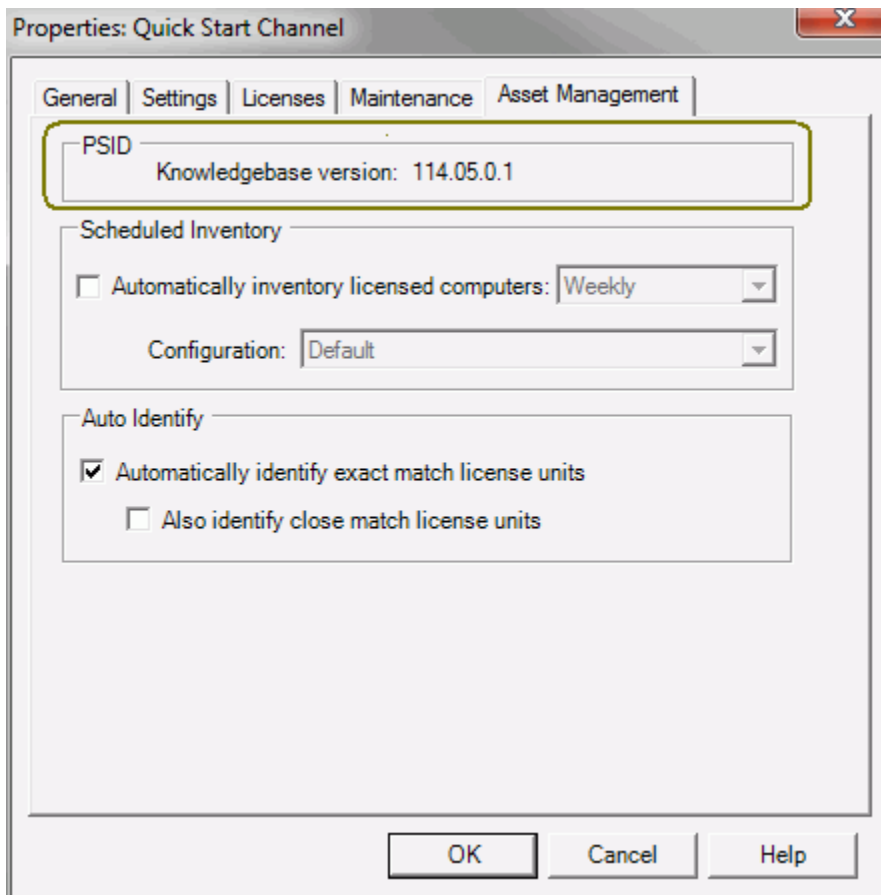 Properties: Quick Start Channel
X
General Settings Licenses Maintenance Asset Management
PSID
Knowledgebase version: 114.05.0.1
Scheduled Inventory
Automatically inventory licensed computers: Weekly
Configuration: Default
Auto Identify
Automatically identify exact match license units
Also identify close match license units
OK Cancel Help